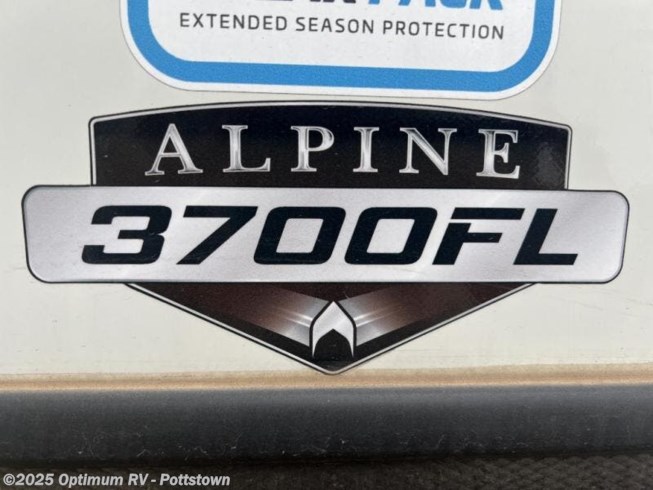 EXTENDED SEASON PROTECTION
ALPINE
3700FL
©2025 Optimum RV - Pottstown